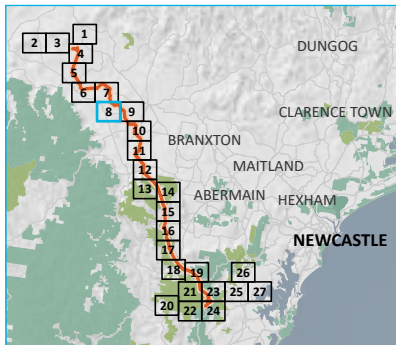 1
2 3
4
DUNGOG
5
6 7
8 9
CLARENCE TOWN
10
BRANXTON
11
MAITLAND
12
13 14
ABERMAIN
HEXHAM
15
16
NEWCASTLE
17
18 19 26
21 23 25 27
20 22 24